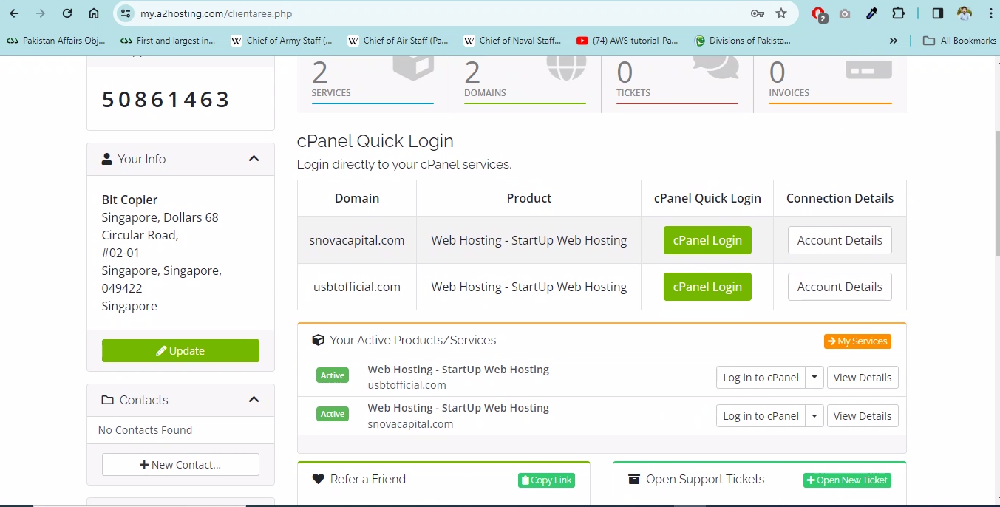 my.a2hosting.com/clientarea.php
2
Pakistan Affairs Obj...
First and largest in...
W Chief of Army Staff (...
W Chief of Air Staff (Pa...
W Chief of Naval Staff...
(74) AWS tutorial-Pa...
Divisions of Pakista...
»
All Bookmarks
50861463
2
SERVICES
2
DOMAINS
0
TICKETS
0
INVOICES
Your Info
Bit Copier
Singapore, Dollars 68
Circular Road,
#02-01
Singapore, Singapore,
049422
Singapore
Update
Contacts
No Contacts Found
+ New Contact...
cPanel Quick Login
Login directly to your cPanel services.
Domain Product cPanel Quick Login Connection Details
snovacapital.com Web Hosting - StartUp Web Hosting cPanel Login Account Details
usbtofficial.com Web Hosting - StartUp Web Hosting cPanel Login Account Details
Your Active Products/Services
My Services
Active Web Hosting - StartUp Web Hosting
usbtofficial.com
Log in to cPanel View Details
Active Web Hosting - StartUp Web Hosting
snovacapital.com
Log in to cPanel View Details
Refer a Friend
Copy Link
Open Support Tickets
+ Open New Ticket